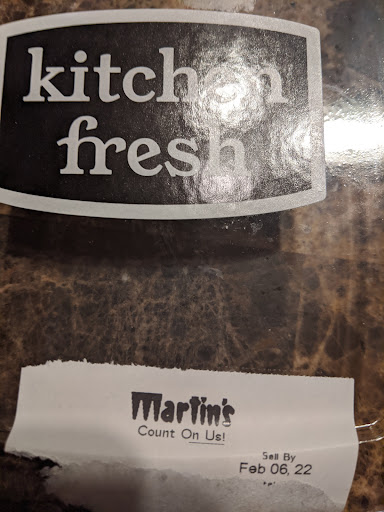 kitchen
fresh
Martin's
Count On Us!
Sell By
Feb 06, 22